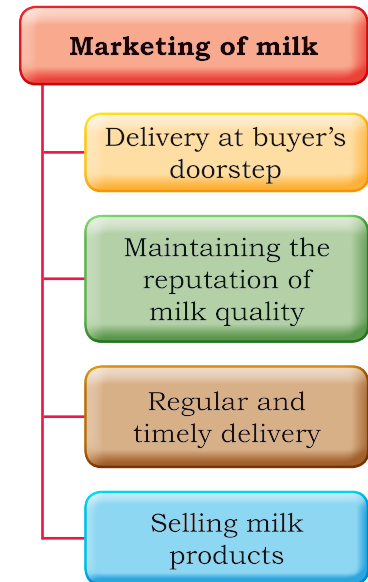 Marketing of milk
Delivery at buyer’s
doorstep
Maintaining the
reputation of
milk quality
Regular and
timely delivery
Selling milk
products